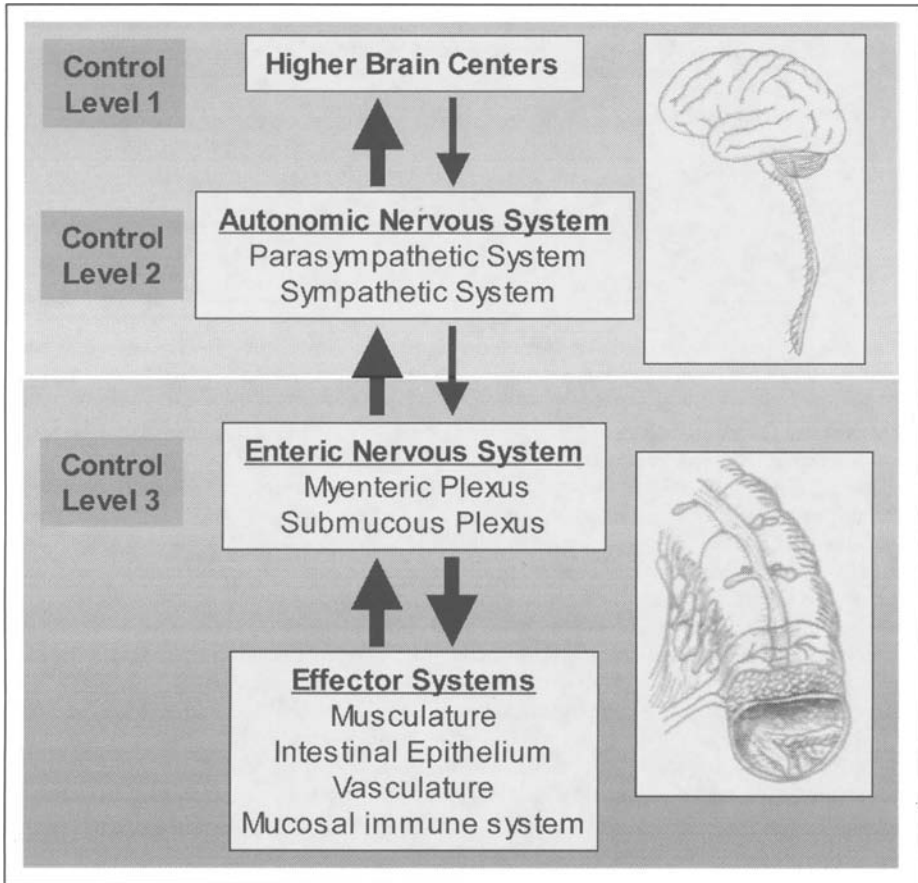 Control
Level 1
Higher Brain Centers
Control
Level 2
Autonomic Nervous System
Parasympathetic System
Sympathetic System
Control
Level 3
Enteric Nervous System
Myenteric Plexus
Submucous Plexus
Effector Systems
Musculature
Intestinal Epithelium
Vasculature
Mucosal immune system